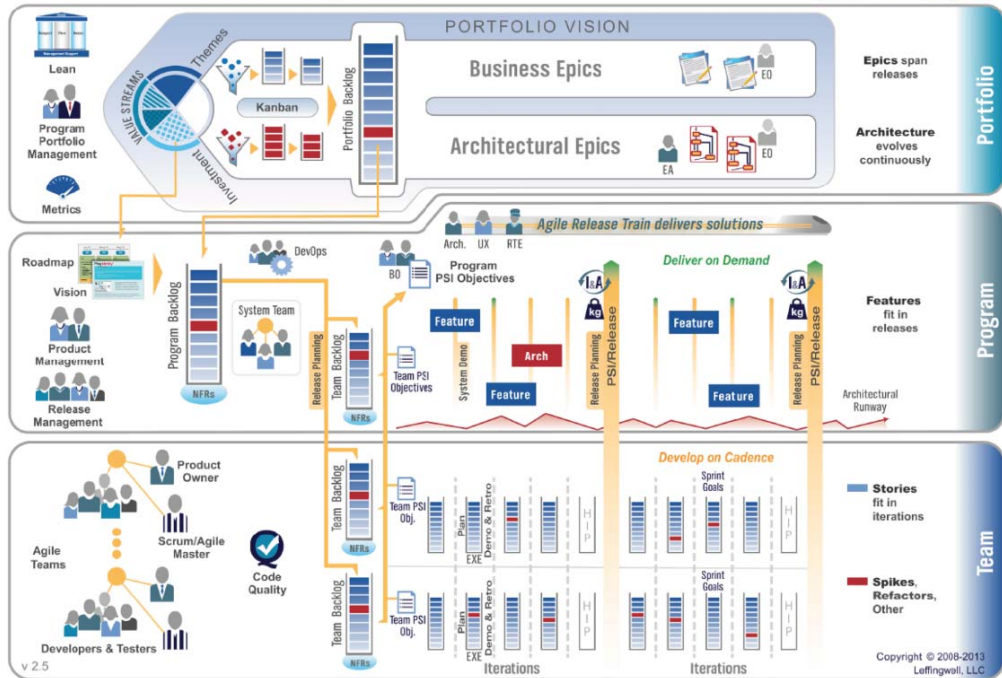 PORTFOLIO VISION
Management Support
Lean
Program
Portfolio
Management
Metrics
VALUE STREAMS
Themes
Investment
Kanban
Portfolio Backlog
Business Epics
EO
Architectural Epics
EA
EO
Epics span
releases
Architecture
evolves
continuously
Portfolio
Roadmap
Vision
Product
Management
Release
Management
Program Backlog
NFRs
DevOps
System Team
Release Planning
Team Backlog
NFRs
BO
Team PSI
Objectives
Program
PSI Objectives
Arch.
UX
RTE
Agile Release Train delivers solutions
Deliver on Demand
Feature
System Demo
Arch
Feature
I&A
kg
Release Planning
PSI/Release
Feature
Feature
I&A
kg
Release Planning
PSI/Release
Architectural
Runway
Features
fit in
releases
Program
Product
Owner
Scrum/Agile
Master
Agile
Teams
Developers & Testers
Code
Quality
Team Backlog
NFRs
Team PSI
Obj.
Team Backlog
NFRs
Team PSI
Obj.
Develop on Cadence
Plan
EXE
Demo & Retro
HIP
Sprint
Goals
HIP
Plan
EXE
Demo & Retro
HIP
Sprint
Goals
HIP
Iterations
Iterations
Stories
fit in
iterations
Spikes,
Refactors,
Other
Team
v 2.5
Copyright © 2008-2013
Leffingwell, LLC